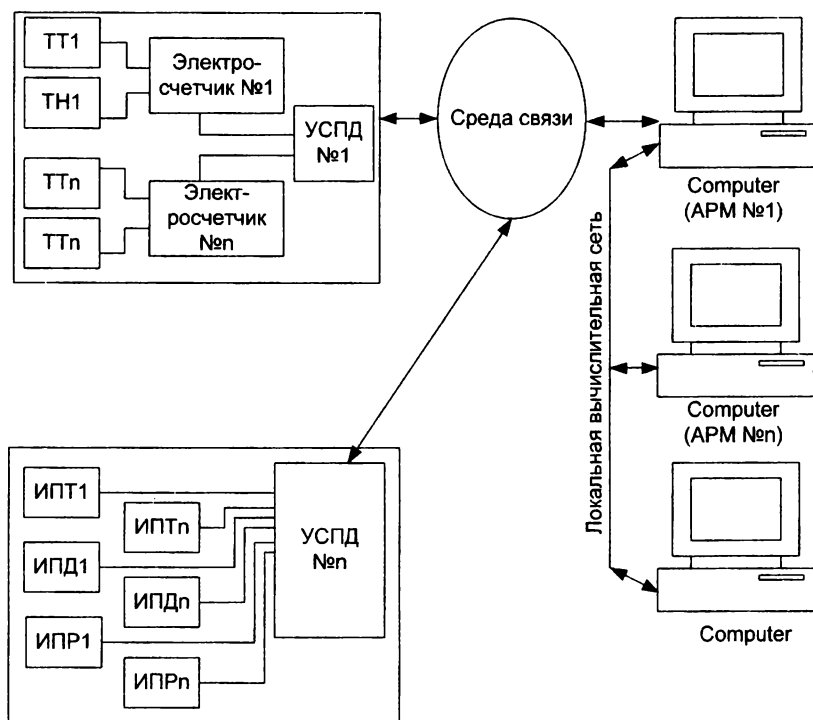 ТТ1
ТН1
Электро-
счетчик №1
УСПД
№1
ТТn
ТТn
Элект-
росчетчик
№n
Среда связи
Computer
(АРМ №1)
Локальная вычислительная сеть
Computer
(АРМ №n)
Computer
ИПТ1
ИПТn
ИПД1
ИПДn
ИПР1
ИПРn
УСПД
№n